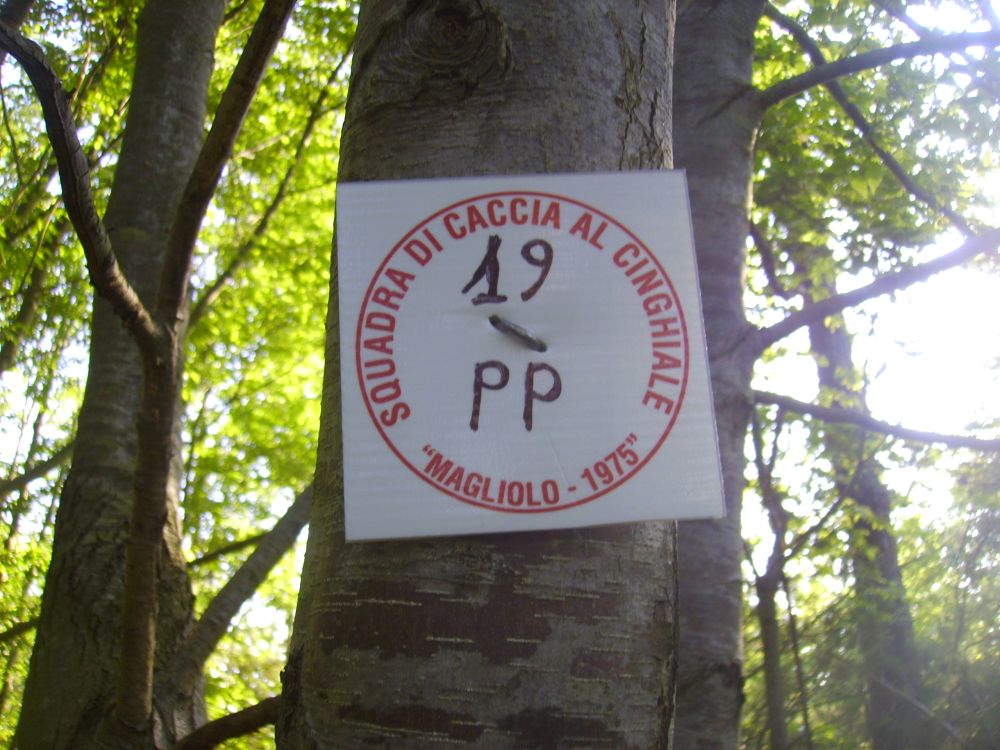 SQUADRA DI CACCIA AL CINGHIALE
19
PP
"MAGLIOLO - 1975"